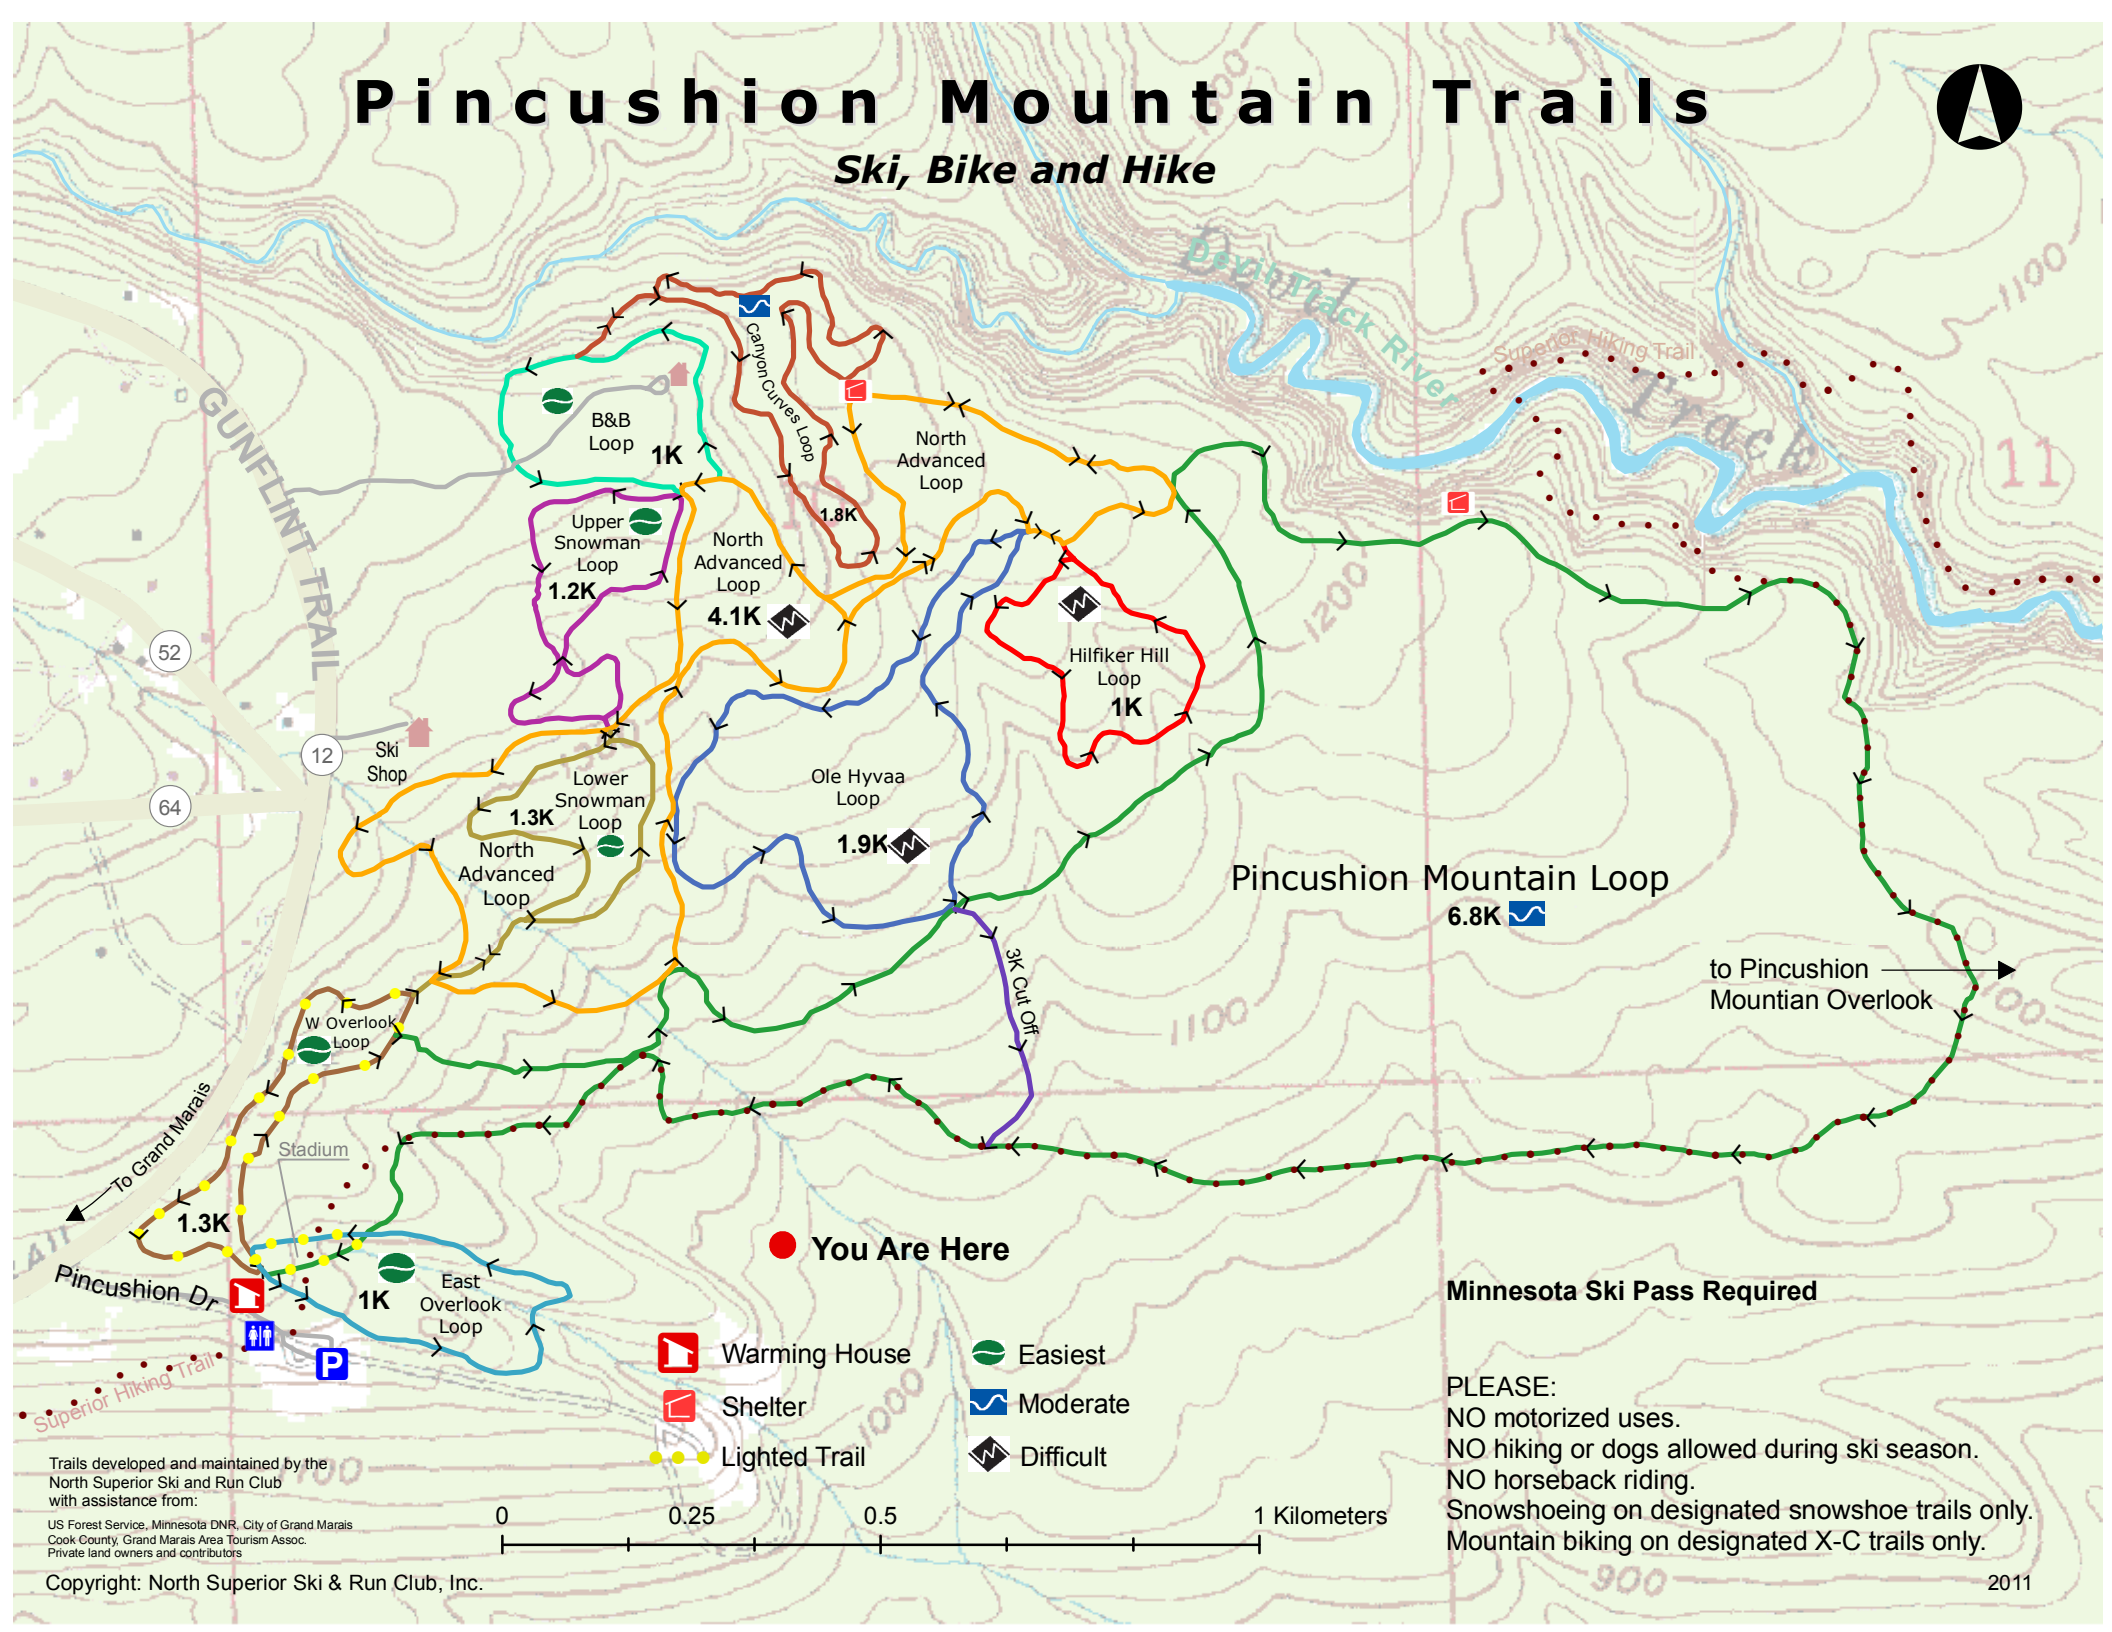 Pincushion Mountain Trails
Ski, Bike and Hike
1100
Devil Track River
Devil
Track
Superior Hiking Trail
11
GUNFLINT TRAIL
Canyon Curves Loop
B&B
Loop
1K
North
Advanced
Loop
1.8K
Upper
Snowman
Loop
1.2K
North
Advanced
Loop
4.1K
1200
52
12
64
Hilfiker Hill
Loop
1K
Ski
Shop
Lower
Snowman
Loop
1.3K
North
Advanced
Loop
Ole Hyvaa
Loop
1.9K
Pincushion Mountain Loop
6.8K
3K Cut Off
to Pincushion
Mountian Overlook
1100
W Overlook
Loop
To Grand Marais
Stadium
1.3K
Pincushion Dr
East
Overlook
Loop
1K
P
Superior Hiking Trail
You Are Here
Warming House
Shelter
Lighted Trail
Easiest
Moderate
Difficult
1000
Minnesota Ski Pass Required
PLEASE:
NO motorized uses.
NO hiking or dogs allowed during ski season.
NO horseback riding.
Snowshoeing on designated snowshoe trails only.
Mountain biking on designated X-C trails only.
Trails developed and maintained by the
North Superior Ski and Run Club
with assistance from:
US Forest Service, Minnesota DNR, City of Grand Marais
Cook County, Grand Marais Area Tourism Assoc.
Private land owners and contributors
Copyright: North Superior Ski & Run Club, Inc.
0 0.25 0.5 1 Kilometers
900
2011